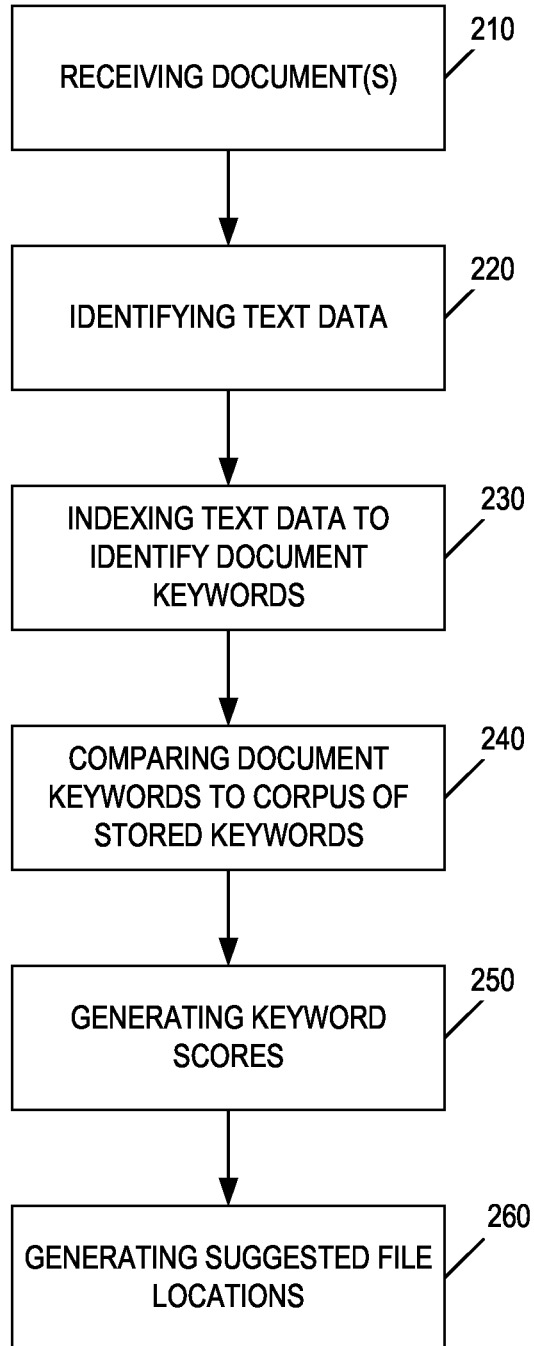 210
RECEIVING DOCUMENT(S)
220
IDENTIFYING TEXT DATA
230
INDEXING TEXT DATA TO
IDENTIFY DOCUMENT
KEYWORDS
240
COMPARING DOCUMENT
KEYWORDS TO CORPUS OF
STORED KEYWORDS
250
GENERATING KEYWORD
SCORES
260
GENERATING SUGGESTED FILE
LOCATIONS